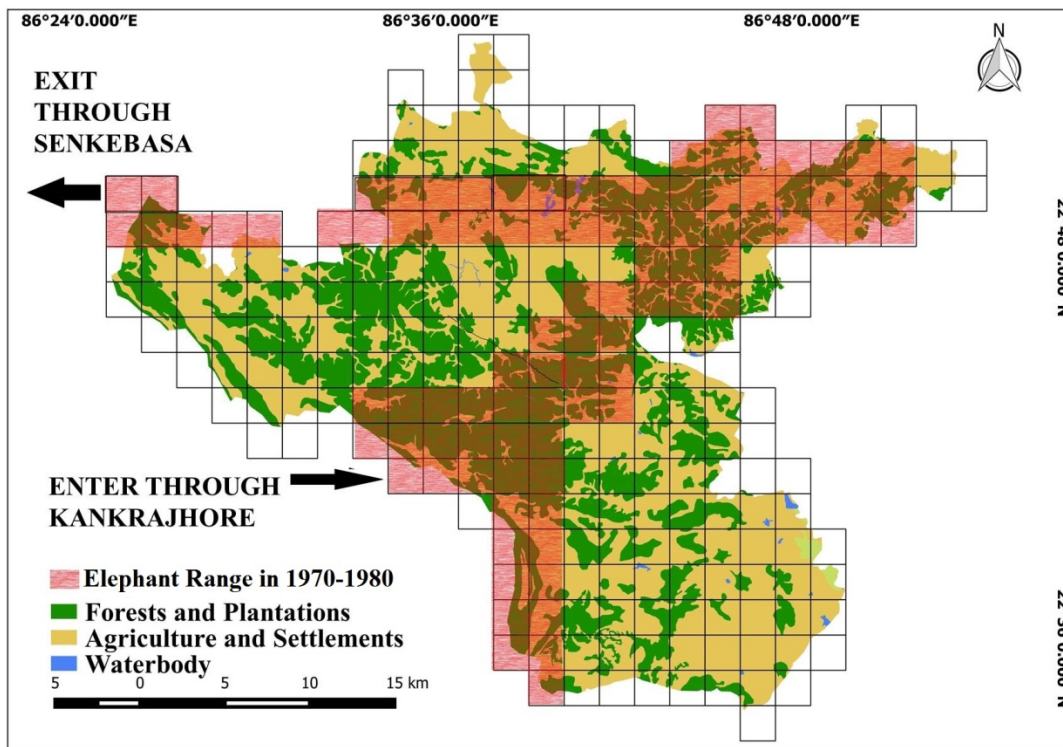 86°24'0.000"E
86°36'0.000"E
86°48'0.000"E
N
EXIT
THROUGH
SENKEBASA
ENTER THROUGH
KANKRAJHORE
Elephant Range in 1970-1980
Forests and Plantations
Agriculture and Settlements
Waterbody
5 0 5 10 15 km